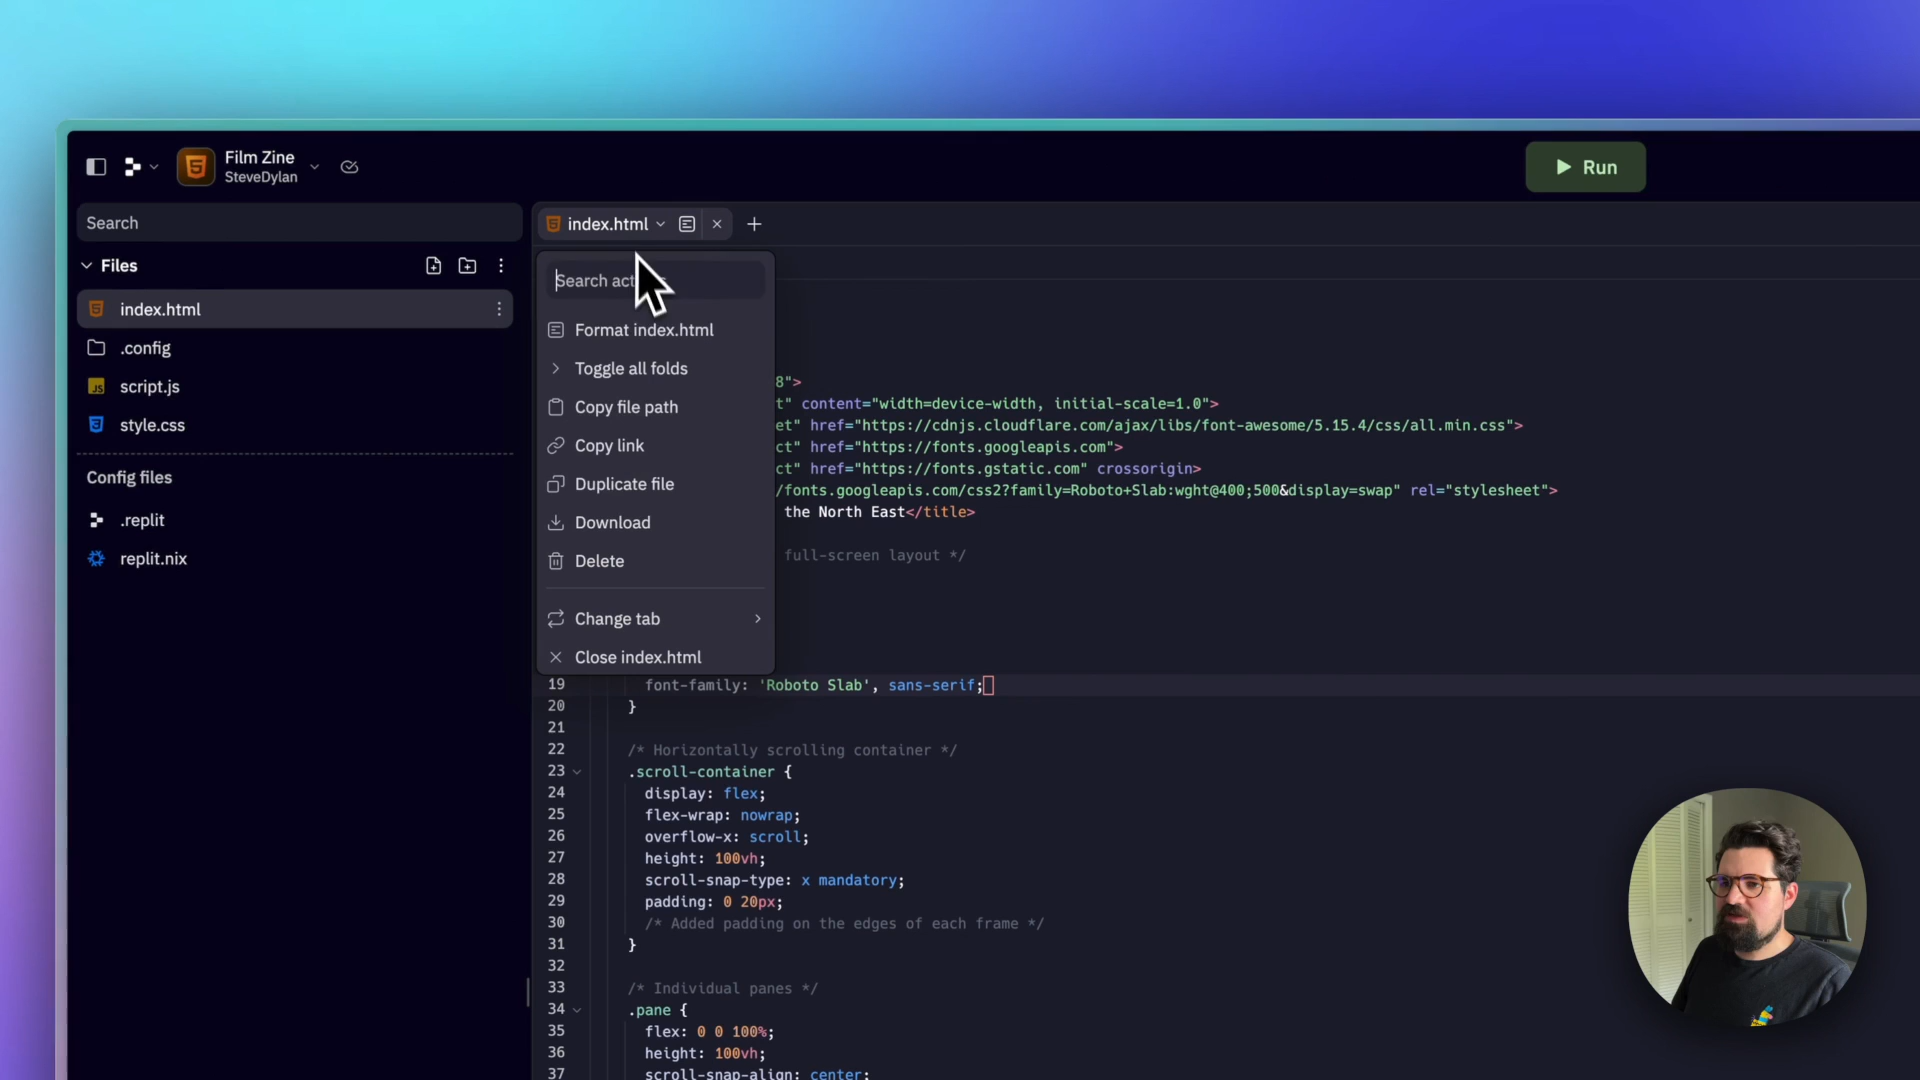 Film Zine
SteveDylan
Run
Search
Files
index.html
.config
JS script.js
style.css
Config files
.replit
replit.nix
index.html
Search act
Format index.html
Toggle all folds
Copy file path
Copy link
Duplicate file
Download
Delete
Change tab
Close index.html
8">
t" content="width=device-width, initial-scale=1.0">
et" href="https://cdnjs.cloudflare.com/ajax/libs/font-awesome/5.15.4/css/all.min.css">
ct" href="https://fonts.googleapis.com">
ct" href="https://fonts.gstatic.com" crossorigin>
/fonts.googleapis.com/css2?family=Roboto+Slab:wght@400;500&display=swap" rel="stylesheet">
the North East</title>
full-screen layout */
19 font-family: 'Roboto Slab', sans-serif;
20 }
21
22 /* Horizontally scrolling container */
23 .scroll-container {
24 display: flex;
25 flex-wrap: nowrap;
26 overflow-x: scroll;
27 height: 100vh;
28 scroll-snap-type: x mandatory;
29 padding: 0 20px;
30 /* Added padding on the edges of each frame */
31 }
32
33 /* Individual panes */
34 .pane {
35 flex: 0 0 100%;
36 height: 100vh;
37 scroll-snap-align: center;